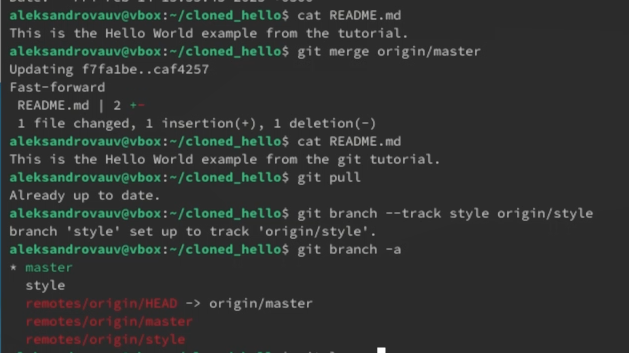 aleksandrovauv@vbox:~/cloned_hello$ cat README.md
This is the Hello World example from the tutorial.
aleksandrovauv@vbox:~/cloned_hello$ git merge origin/master
Updating f7fa1be..caf4257
Fast-forward
 README.md | 2 +-
 1 file changed, 1 insertion(+), 1 deletion(-)
aleksandrovauv@vbox:~/cloned_hello$ cat README.md
This is the Hello World example from the git tutorial.
aleksandrovauv@vbox:~/cloned_hello$ git pull
Already up to date.
aleksandrovauv@vbox:~/cloned_hello$ git branch --track style origin/style
branch 'style' set up to track 'origin/style'.
aleksandrovauv@vbox:~/cloned_hello$ git branch -a
* master
  style
  remotes/origin/HEAD -> origin/master
  remotes/origin/master
  remotes/origin/style